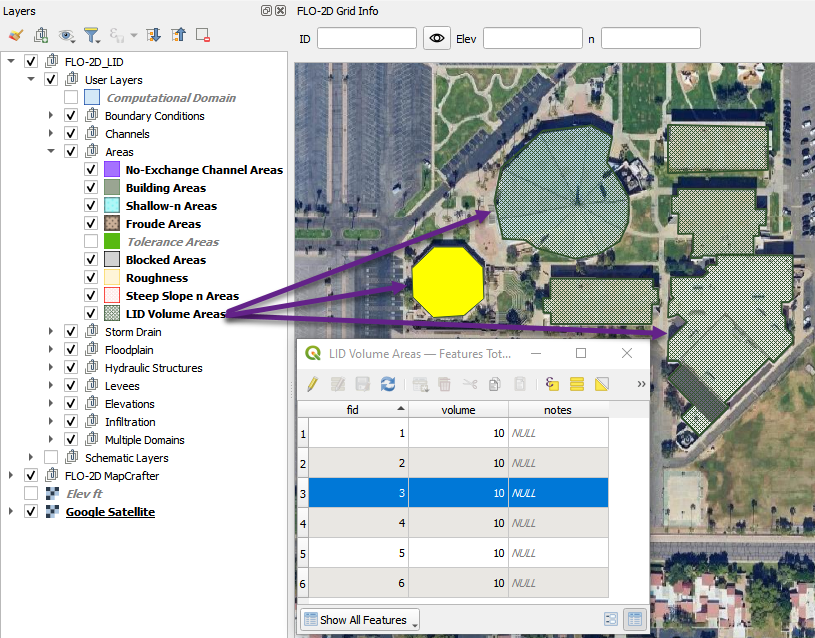 Layers
FLO-2D_LID
User Layers
Computational Domain
Boundary Conditions
Channels
Areas
No-Exchange Channel Areas
Building Areas
Shallow-n Areas
Froude Areas
Tolerance Areas
Blocked Areas
Roughness
Steep Slope n Areas
LID Volume Areas
Storm Drain
Floodplain
Hydraulic Structures
Levees
Elevations
Infiltration
Multiple Domains
Schematic Layers
FLO-2D MapCrafter
Elev ft
Google Satellite
FLO-2D Grid Info
ID Elev n
LID Volume Areas — Features Tot...
fid volume notes
1 1 10 NULL
2 2 10 NULL
3 3 10 NULL
4 4 10 NULL
5 5 10 NULL
6 6 10 NULL
Show All Features